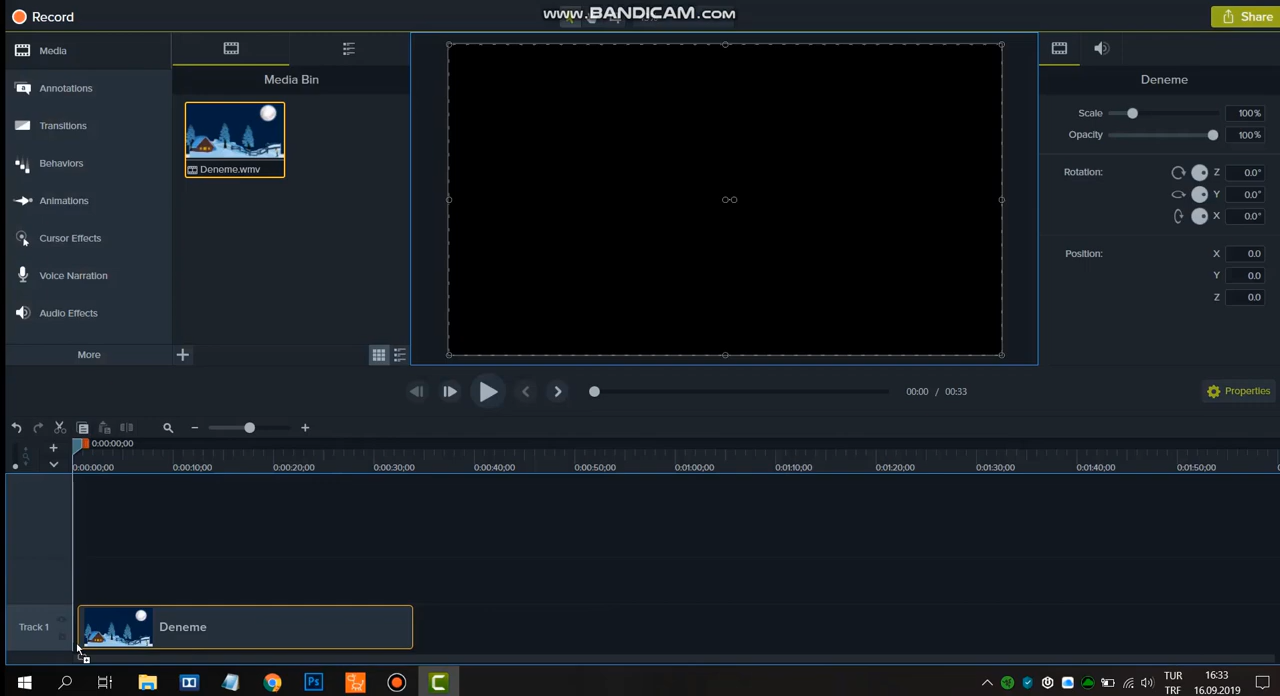 Record
www.BANDICAM.com
Share
Media
Annotations
Transitions
Behaviors
Animations
Cursor Effects
Voice Narration
Audio Effects
More
Media Bin
Deneme.wmv
Deneme
Scale 100%
Opacity 100%
Rotation: Z 0.0°
Y 0.0°
X 0.0°
Position: X 0.0
Y 0.0
Z 0.0
00:00 / 00:33
Properties
0:00:00;00
0:00:00;00 0:00:10;00 0:00:20;00 0:00:30;00 0:00:40;00 0:00:50;00 0:01:00;00 0:01:10;00 0:01:20;00 0:01:30;00 0:01:40;00 0:01:50;00
Track 1
Deneme
TUR
TRF
16:33
16.09.2019